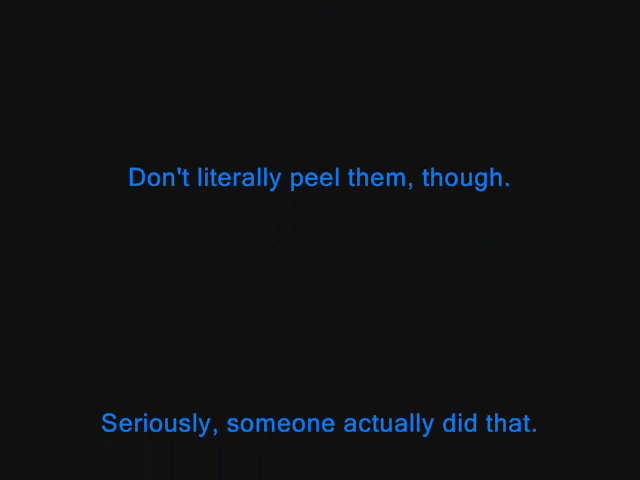 Don't literally peel them, though.
Seriously, someone actually did that.